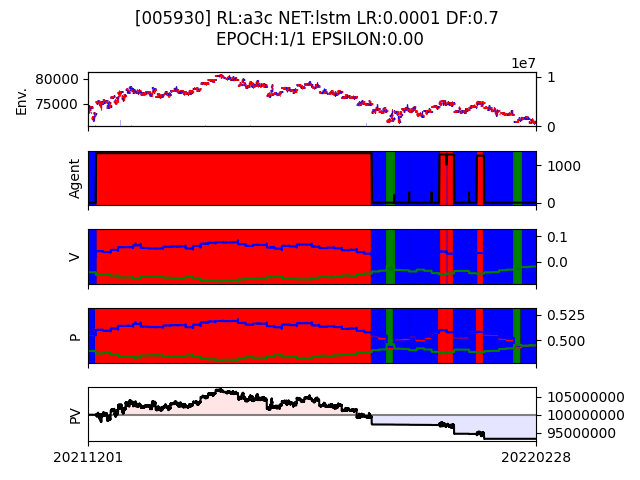 [005930] RL:a3c NET:lstm LR:0.0001 DF:0.7
EPOCH:1/1 EPSILON:0.00
1e7
Env.
80000
75000
1
0
Agent
1000
0
V
0.1
0.0
P
0.525
0.500
PV
105000000
100000000
95000000
20211201
20220228